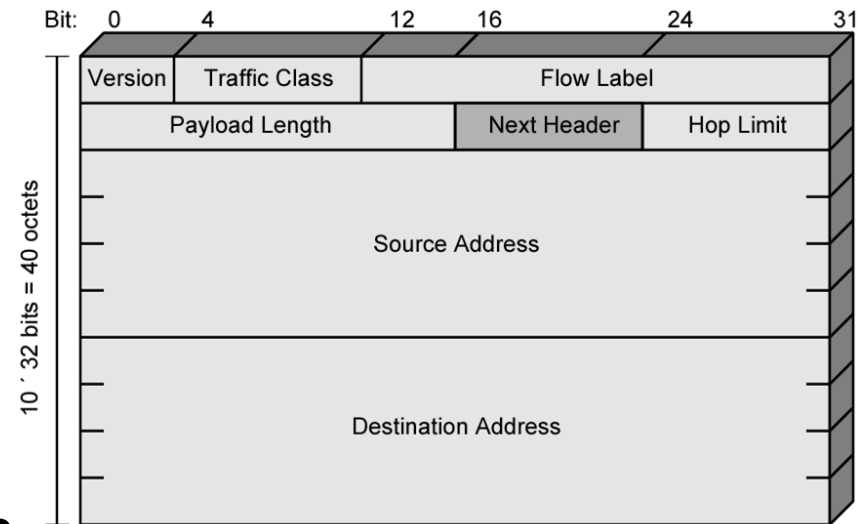 Bit: 0 4 12 16 24 31
Version Traffic Class Flow Label
Payload Length Next Header Hop Limit
10 ´ 32 bits = 40 octets
Source Address
Destination Address